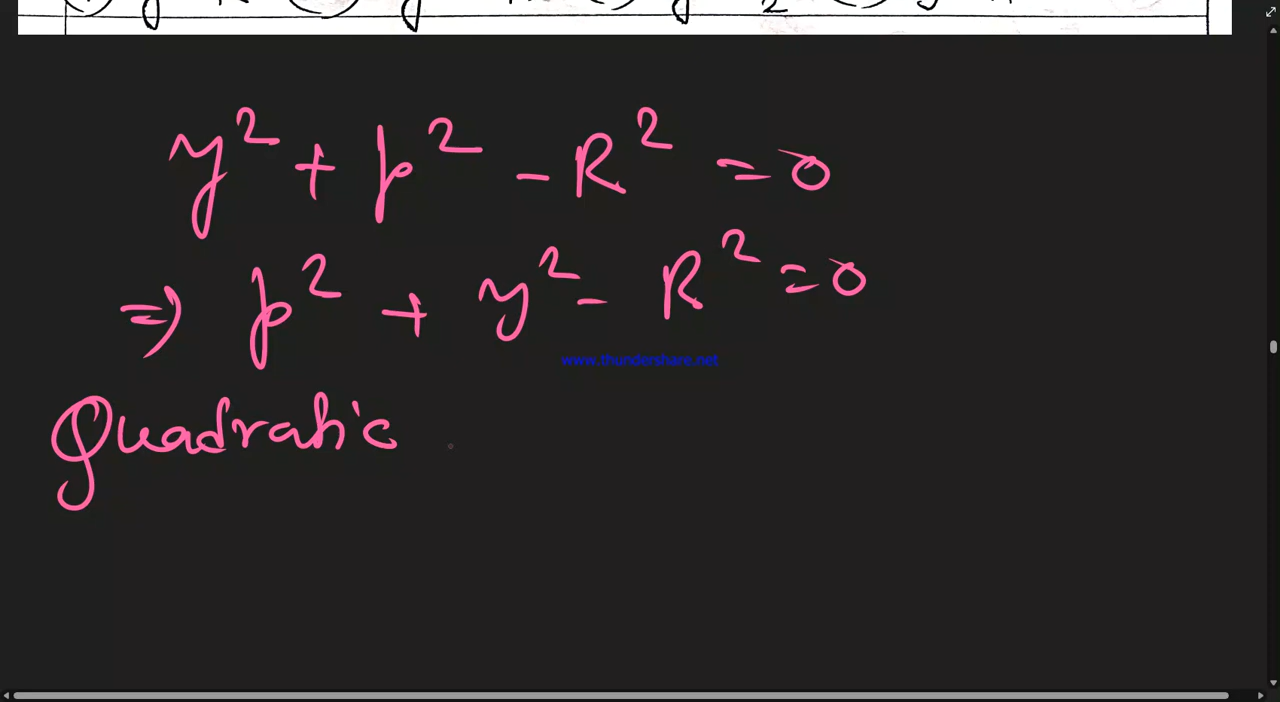 y² + p² - R² = 0
⇒ p² + y² - R² = 0
www.thundershare.net
Quadratic